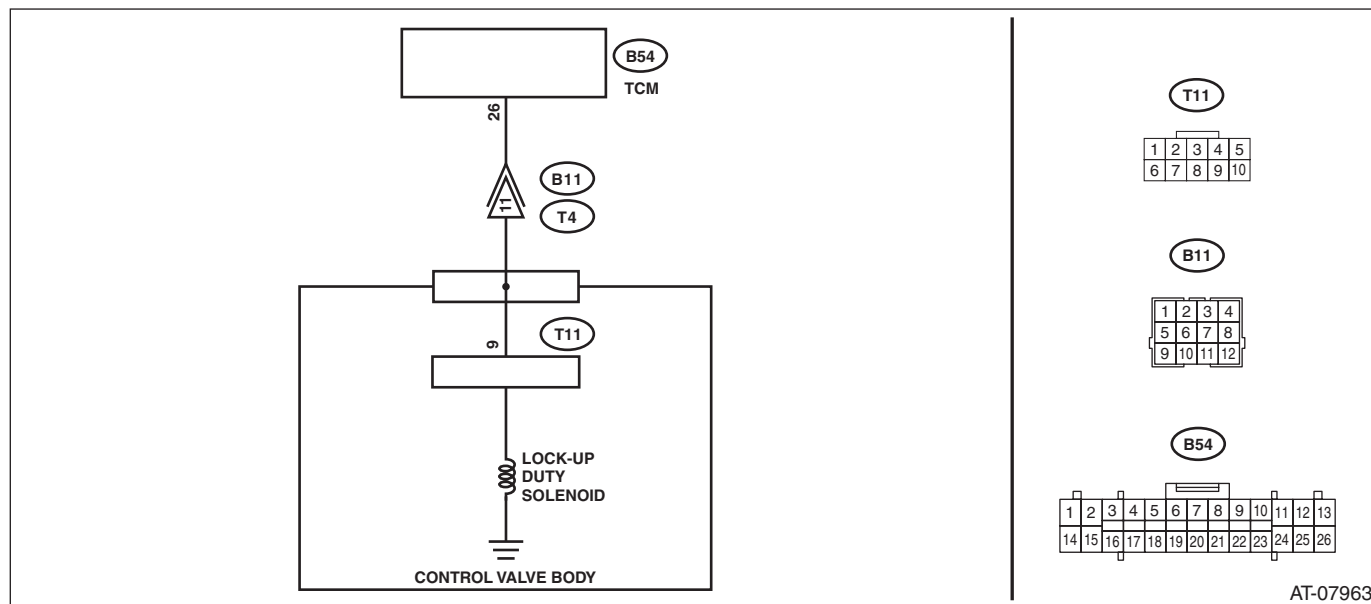 B54
TCM
26
B11
11
T4
T11
9
LOCK-UP
DUTY
SOLENOID
CONTROL VALVE BODY
T11
1 2 3 4 5
6 7 8 9 10
B11
1 2 3 4
5 6 7 8
9 10 11 12
B54
1 2 3 4 5 6 7 8 9 10 11 12 13
14 15 16 17 18 19 20 21 22 23 24 25 26
AT-07963